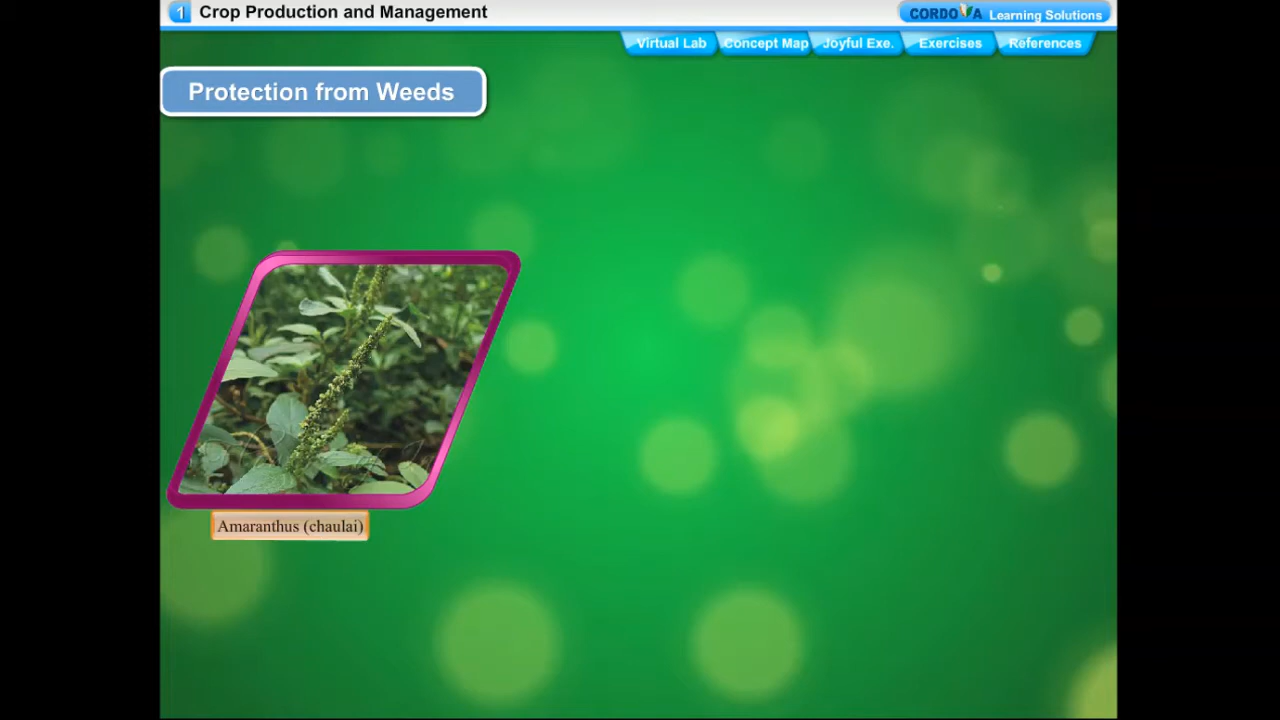 1 Crop Production and Management
CORDOVA Learning Solutions
Virtual Lab Concept Map Joyful Exe. Exercises References
Protection from Weeds
Amaranthus (chaulai)